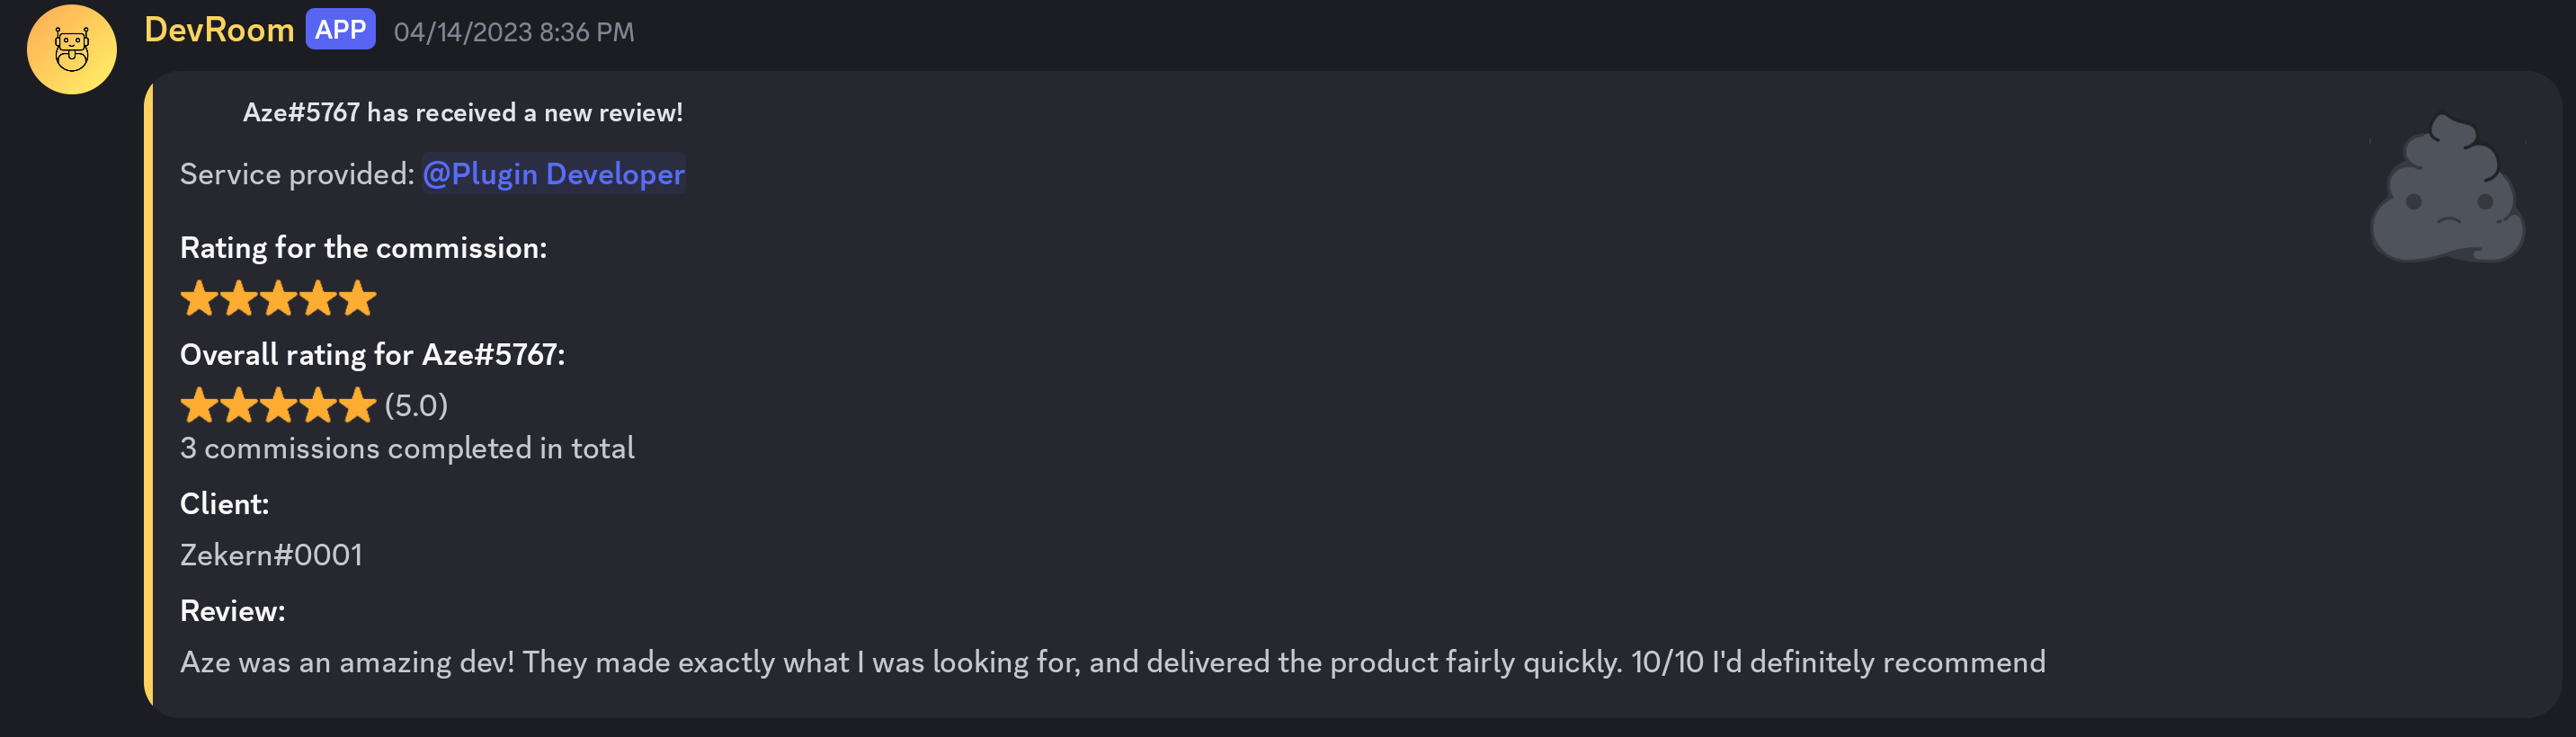 DevRoom APP 04/14/2023 8:36 PM
Aze#5767 has received a new review!
Service provided: @Plugin Developer
Rating for the commission:
⭐⭐⭐⭐⭐
Overall rating for Aze#5767:
⭐⭐⭐⭐⭐ (5.0)
3 commissions completed in total
Client:
Zekern#0001
Review:
Aze was an amazing dev! They made exactly what I was looking for, and delivered the product fairly quickly. 10/10 I'd definitely recommend